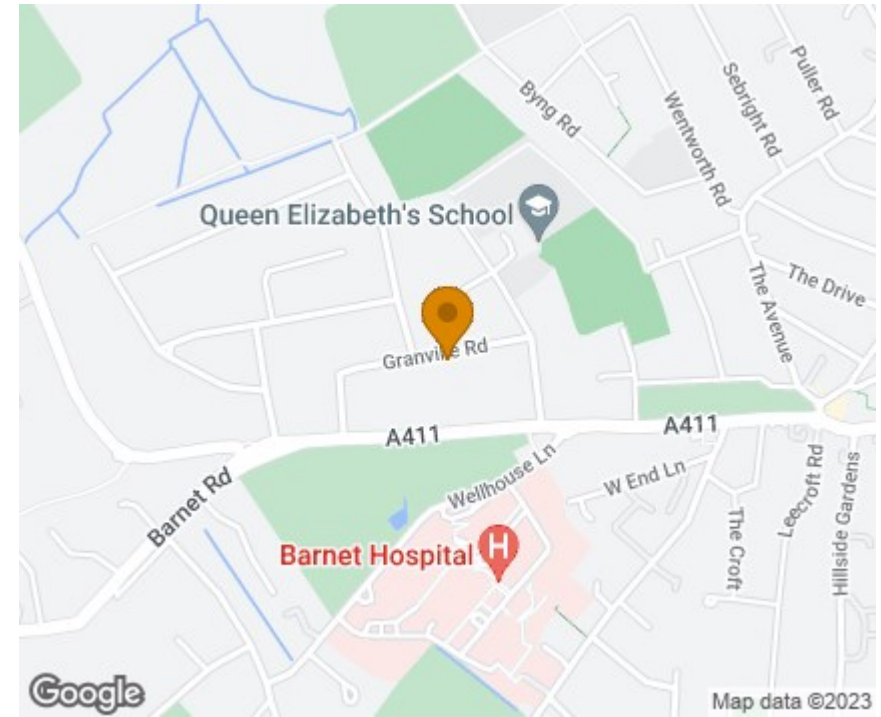 Puller Rd
Sebright Rd
Byng Rd
Wentworth Rd
Queen Elizabeth's School
The Drive
The Avenue
Granville Rd
A411
A411
Wellhouse Ln
W End Ln
Barnet Rd
Leecroft Rd
Hillside Gardens
The Croft
Barnet Hospital
H
Google
Map data ©2023